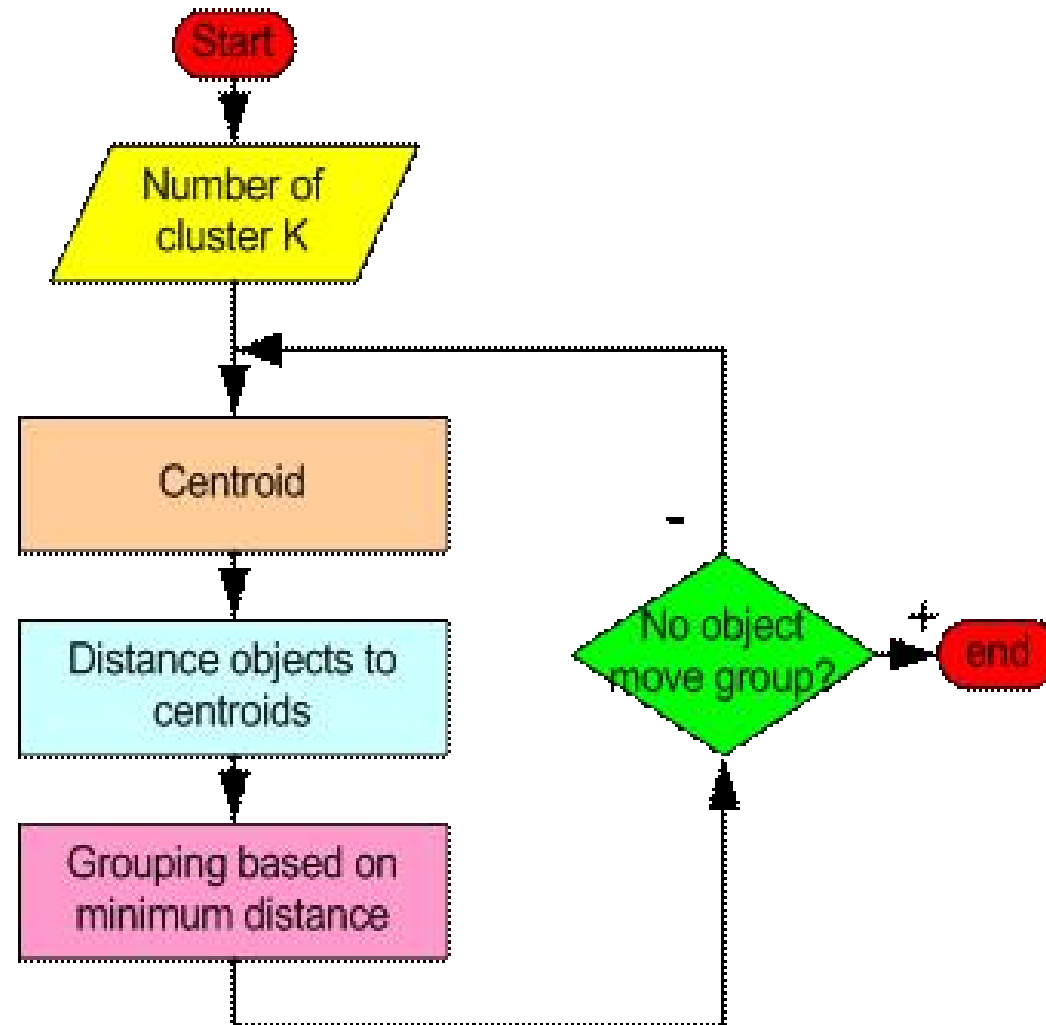 Start
Number of
cluster K
Centroid
Distance objects to
centroids
Grouping based on
minimum distance
-
No object
move group?
+
end